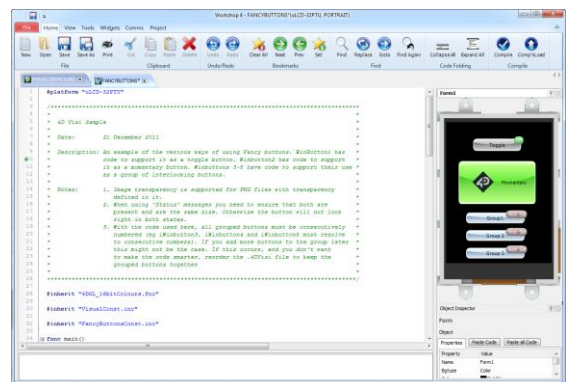 Workshop 4 - FANCYBUTTONS*(uLCD-32PTU, PORTRAIT)
File Home View Tools Widgets Comms Project
New Open Save Save As Print Cut Copy Paste Delete Undo Redo Clear All Next Prev Set Find Replace Goto Find Again Collapse All Expand All Compile Comp'nLoad
File Clipboard Undo/Redo Bookmarks Find Code Folding Compile
FANCYBUTTONS*
#platform "uLCD-32PTU"
4D Visi Sample
Date: 21 December 2011
Description: An example of the various ways of using Fancy buttons. WinButton1 has
code to support it as a toggle button. Winbutton2 has code to support
it as a momentary button. Winbuttons 3-5 have code to support their use
as a group of interlocking buttons.
Notes: 1. Image transparency is supported for PNG files with transparency
defined in it.
2. When using 'Status' messages you need to ensure that both are
present and are the same size. Otherwise the button will not look
right in both states.
3. With the code used here, all grouped buttons must be consecutively
numbered (eg iWinbutton3, iWinbutton4 and iWinbutton5 must resolve
to consecutive numbers). If you add more buttons to the group later
this might not be the case. If this occurs, and you don't want
to make the code smarter, reorder the .4DVisi file to keep the
grouped buttons together
#inherit "4DGL_16bitColours.fnc"
#inherit "VisualConst.inc"
#inherit "FancyButtonsConst.inc"
func main()
Form1
Toggle
Momentary
Group1
Group 2
Group 3
Object Inspector
Form
Object
Properties Paste Code Paste all Code
Property Value
Name Form1
Bgtype Color